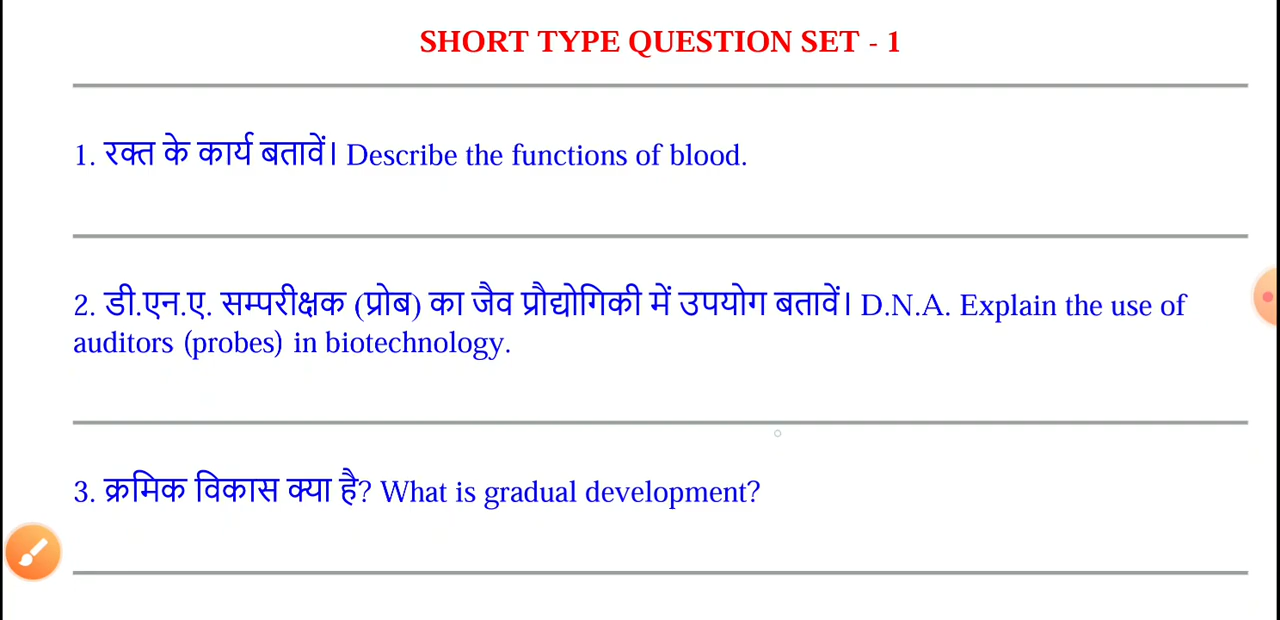 SHORT TYPE QUESTION SET - 1
1. रक्त के कार्य बतावें। Describe the functions of blood.
2. डी.एन.ए. सम्परीक्षक (प्रोब) का जैव प्रौद्योगिकी में उपयोग बतावें। D.N.A. Explain the use of
auditors (probes) in biotechnology.
3. क्रमिक विकास क्या है? What is gradual development?